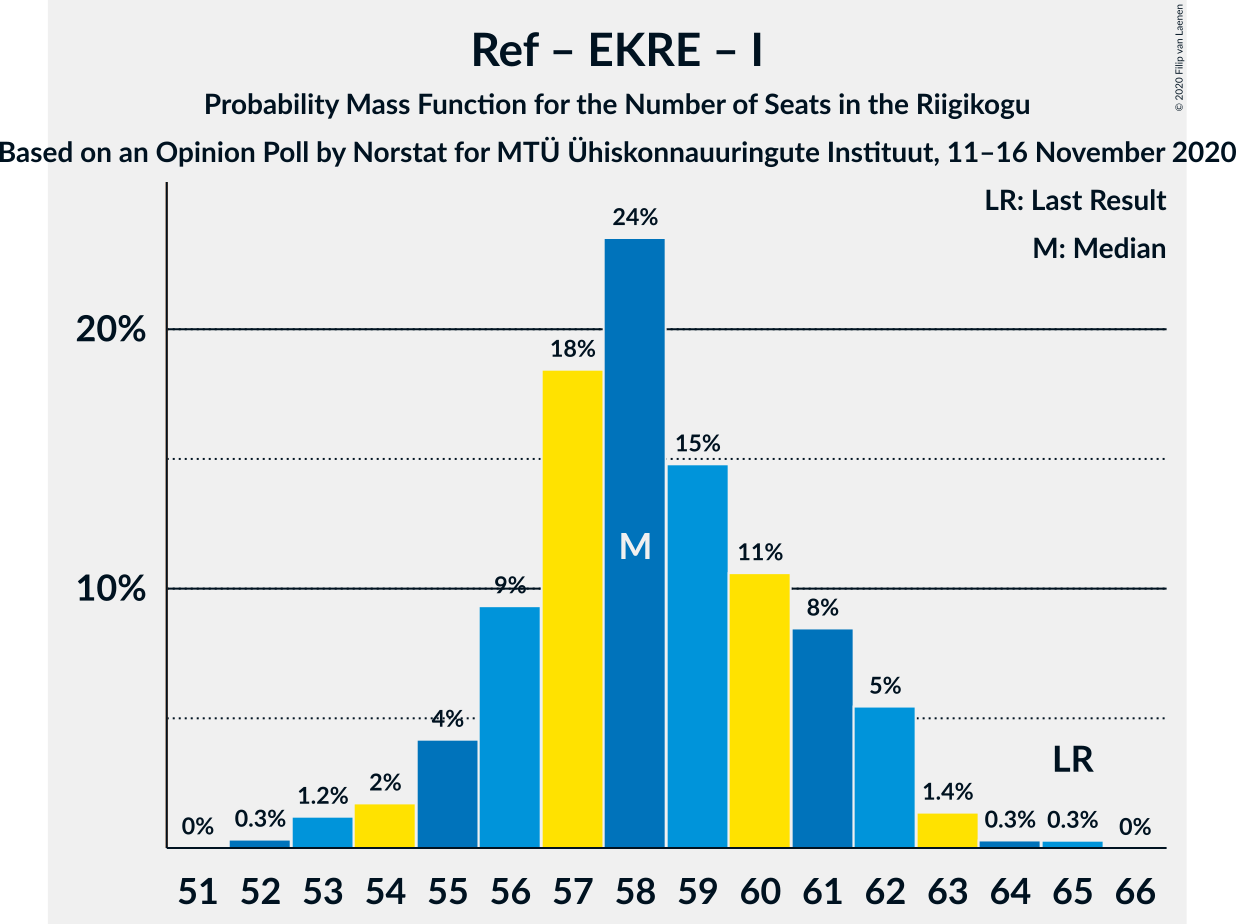 Ref – EKRE – I
Probability Mass Function for the Number of Seats in the Riigikogu
Based on an Opinion Poll by Norstat for MTÜ Ühiskonnauuringute Instituut, 11–16 November 2020
© 2020 Filip van Laenen
LR: Last Result
M: Median
24%
20%
18%
15%
M
11%
10%
9%
8%
5%
4%
LR
2%
1.2%
1.4%
0%
0.3%
0.3%
0.3%
0%
51 52 53 54 55 56 57 58 59 60 61 62 63 64 65 66